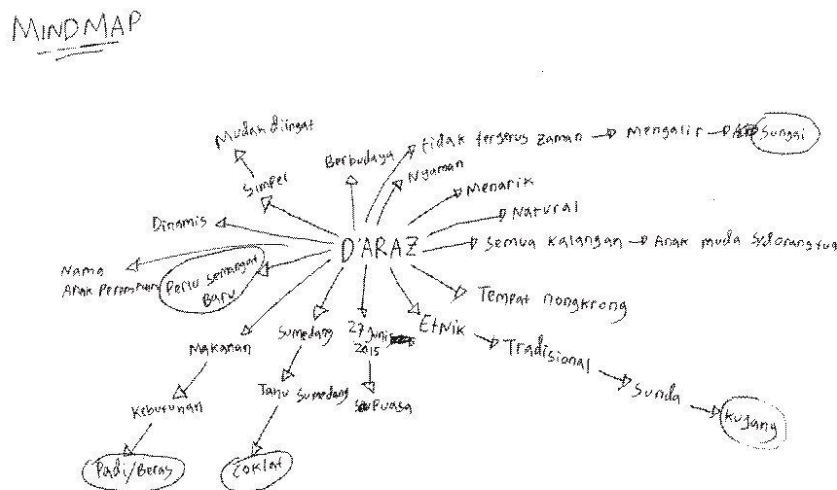 MINDMAP
Mudah diingat
Simpel
Berbudaya
tidak tergerus zaman
Mengalir
Sungai
Nyaman
Menarik
Dinamis
Natural
D'ARAZ
Semua Kalangan
Anak muda s/d orang tua
Nama
Anak Perempuan
Perlu Semangat
Baru
Tempat nongkrong
Etnik
Tradisional
Sunda
Kujang
Makanan
Kebutuhan
Padi/Beras
Sumedang
Tahu Sumedang
Coklat
27 Juni
2015
Puasa